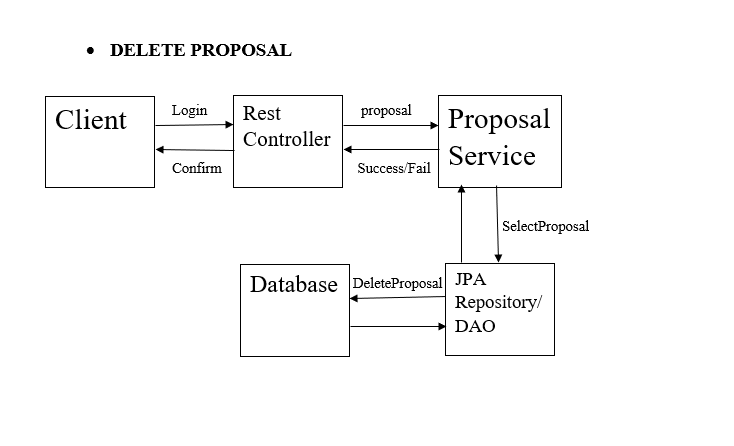 • DELETE PROPOSAL
Client
Login
Confirm
Rest
Controller
proposal
Success/Fail
Proposal
Service
SelectProposal
Database
DeleteProposal
JPA
Repository/
DAO